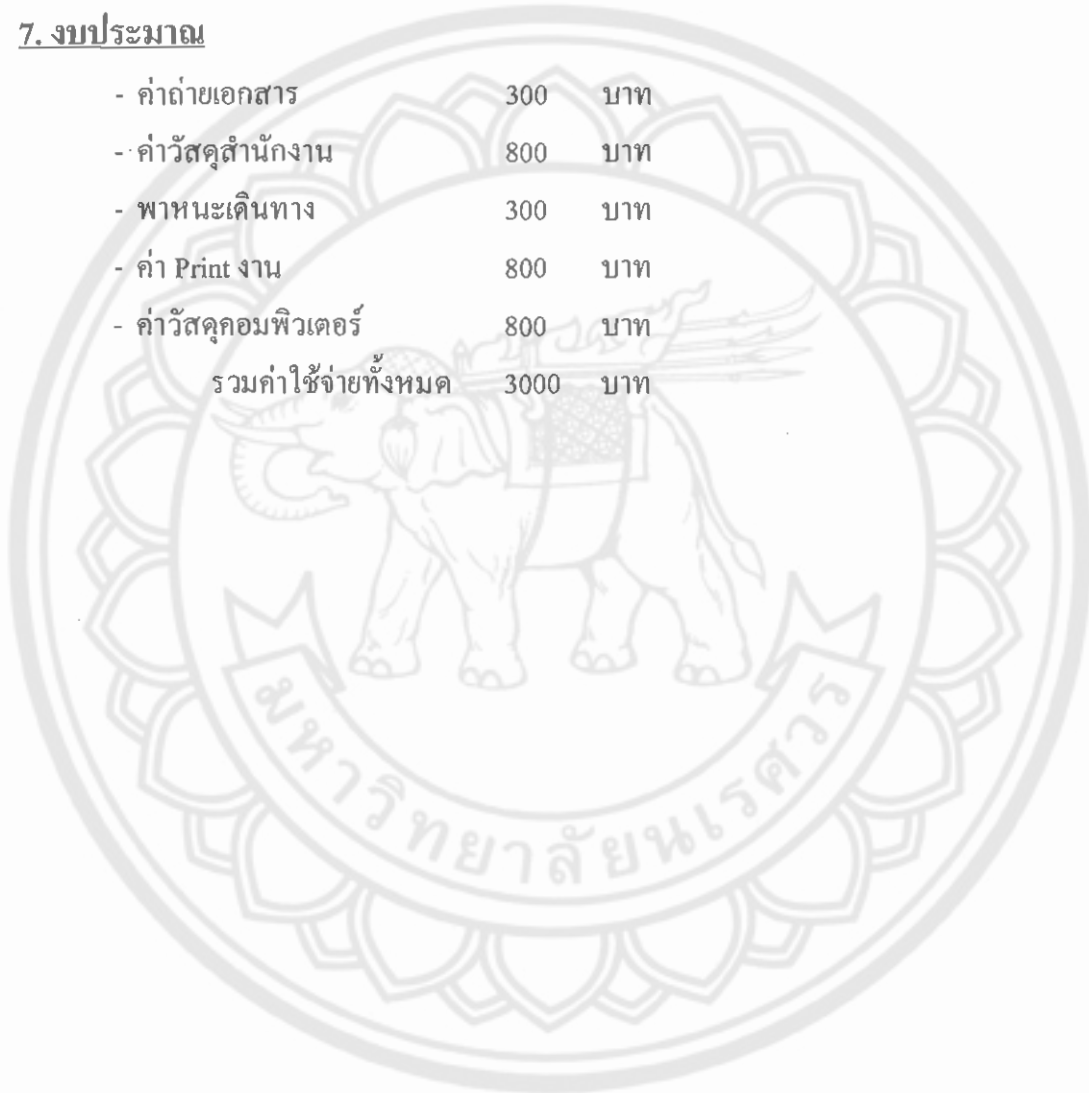 7. งบประมาณ
- ค่าถ่ายเอกสาร 300 บาท
- ค่าวัสดุสำนักงาน 800 บาท
- พาหนะเดินทาง 300 บาท
- ค่า Print งาน 800 บาท
- ค่าวัสดุคอมพิวเตอร์ 800 บาท
รวมค่าใช้จ่ายทั้งหมด 3000 บาท
มหาวิทยาลัยนเรศวร